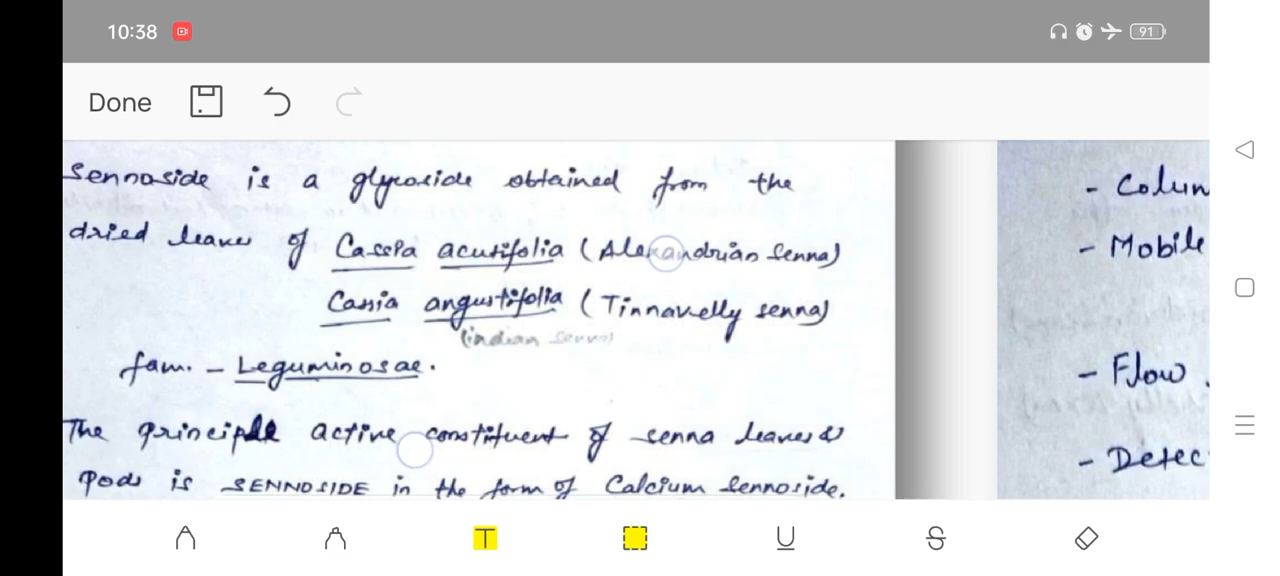 10:38
91
Done
Sennoside is a glycoside obtained from the
dried leaves of Cassia acutifolia (Alexandrian Senna)
Cassia angustifolia (Tinnavelly senna)
(indian senna)
fam. - Leguminosae.
The principle active constituent of senna leaves &
pods is SENNOSIDE in the form of Calcium Sennoside.
- Colum
- Mobile
- Flow
- Detec
T
U
S